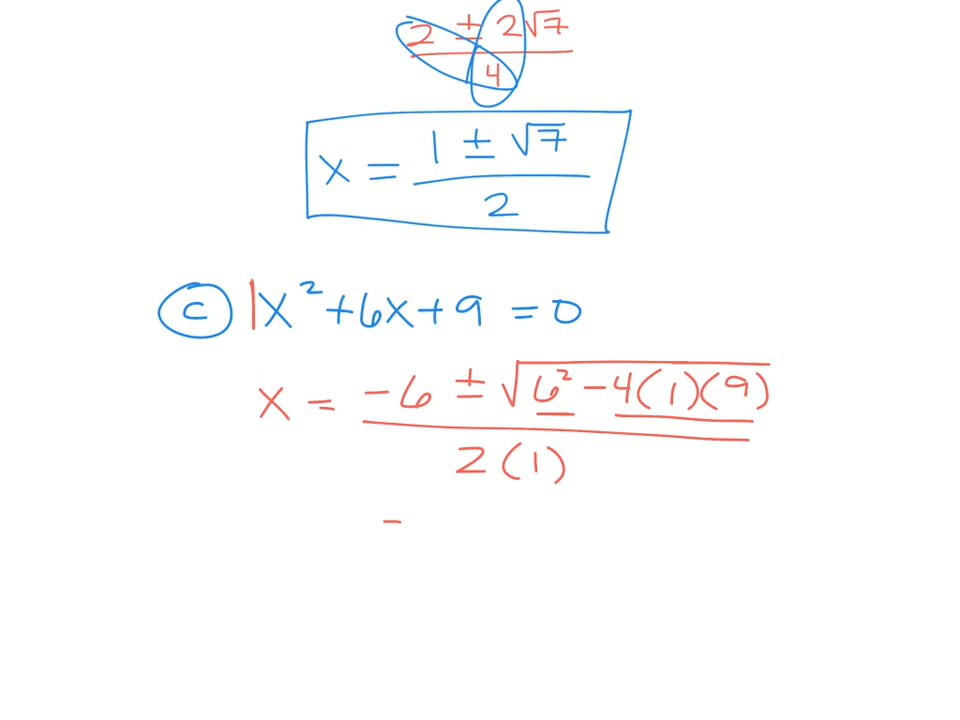 2 ± 2√7
4
x = 1 ± √7
2
C 1x² + 6x + 9 = 0
x = -6 ± √6² - 4(1)(9)
2(1)
-